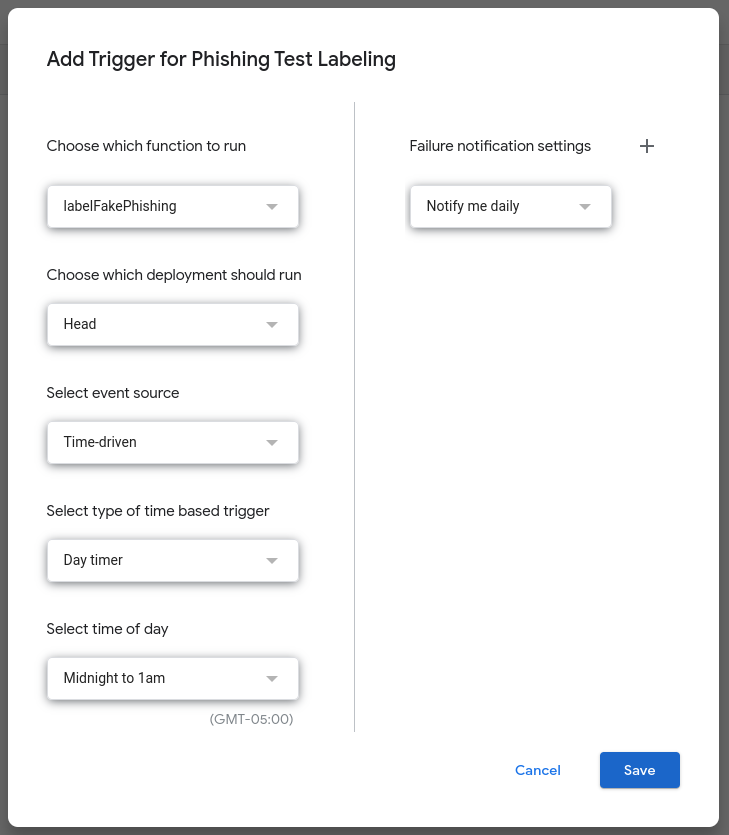 Add Trigger for Phishing Test Labeling
Choose which function to run
labelFakePhishing
Choose which deployment should run
Head
Select event source
Time-driven
Select type of time based trigger
Day timer
Select time of day
Midnight to 1am
(GMT-05:00)
Failure notification settings
Notify me daily
Cancel
Save